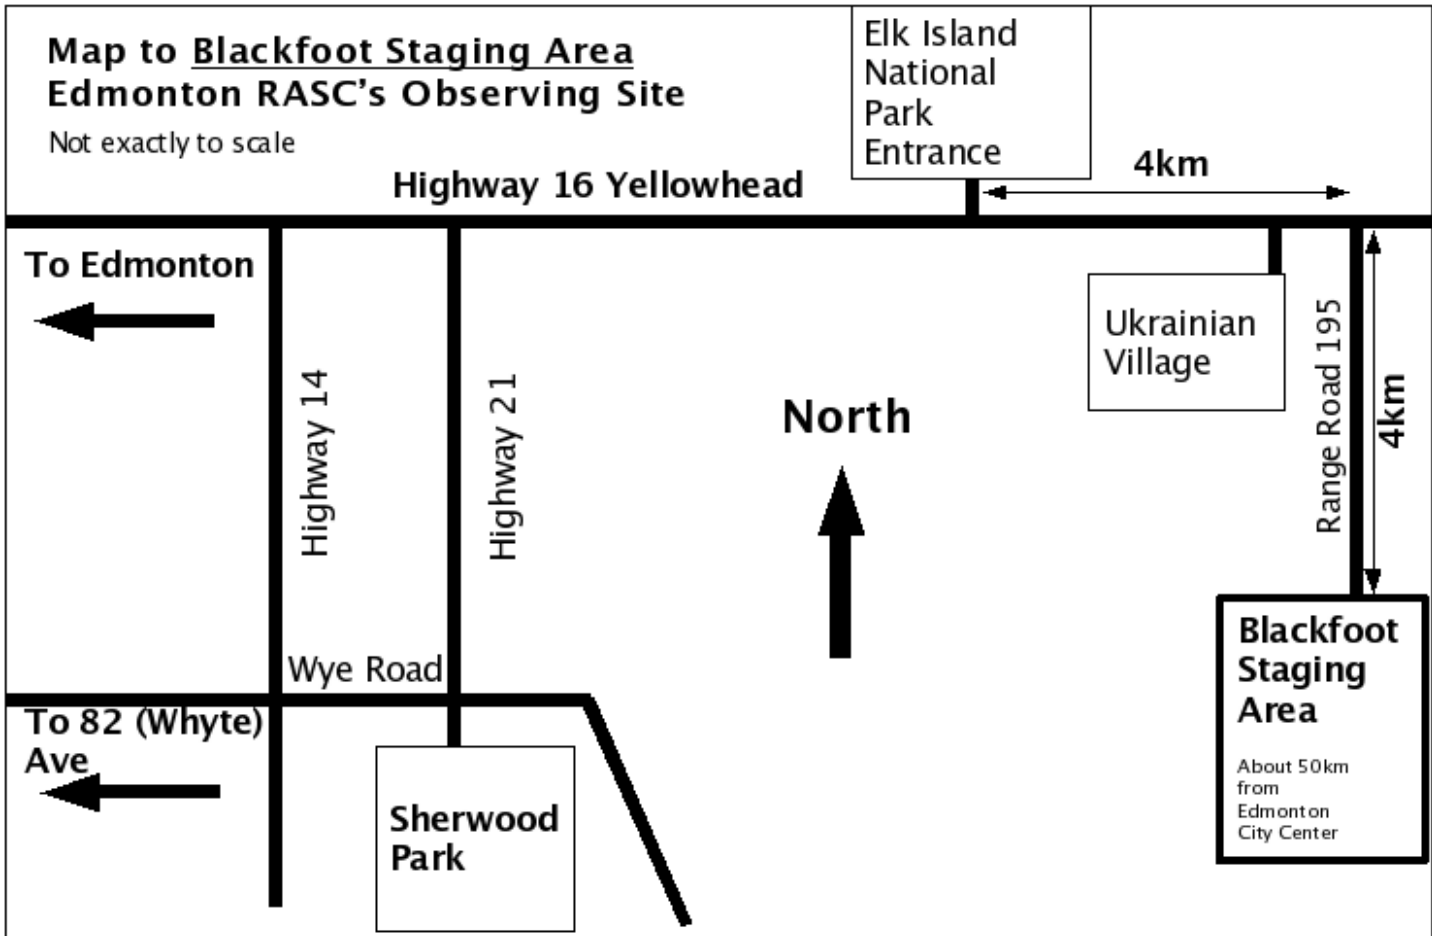 Map to Blackfoot Staging Area
Edmonton RASC's Observing Site
Not exactly to scale
Elk Island
National
Park
Entrance
4km
Highway 16 Yellowhead
To Edmonton
Highway 14
Highway 21
North
Ukrainian
Village
Range Road 195
4km
Wye Road
To 82 (Whyte)
Ave
Sherwood
Park
Blackfoot
Staging
Area
About 50km
from
Edmonton
City Center